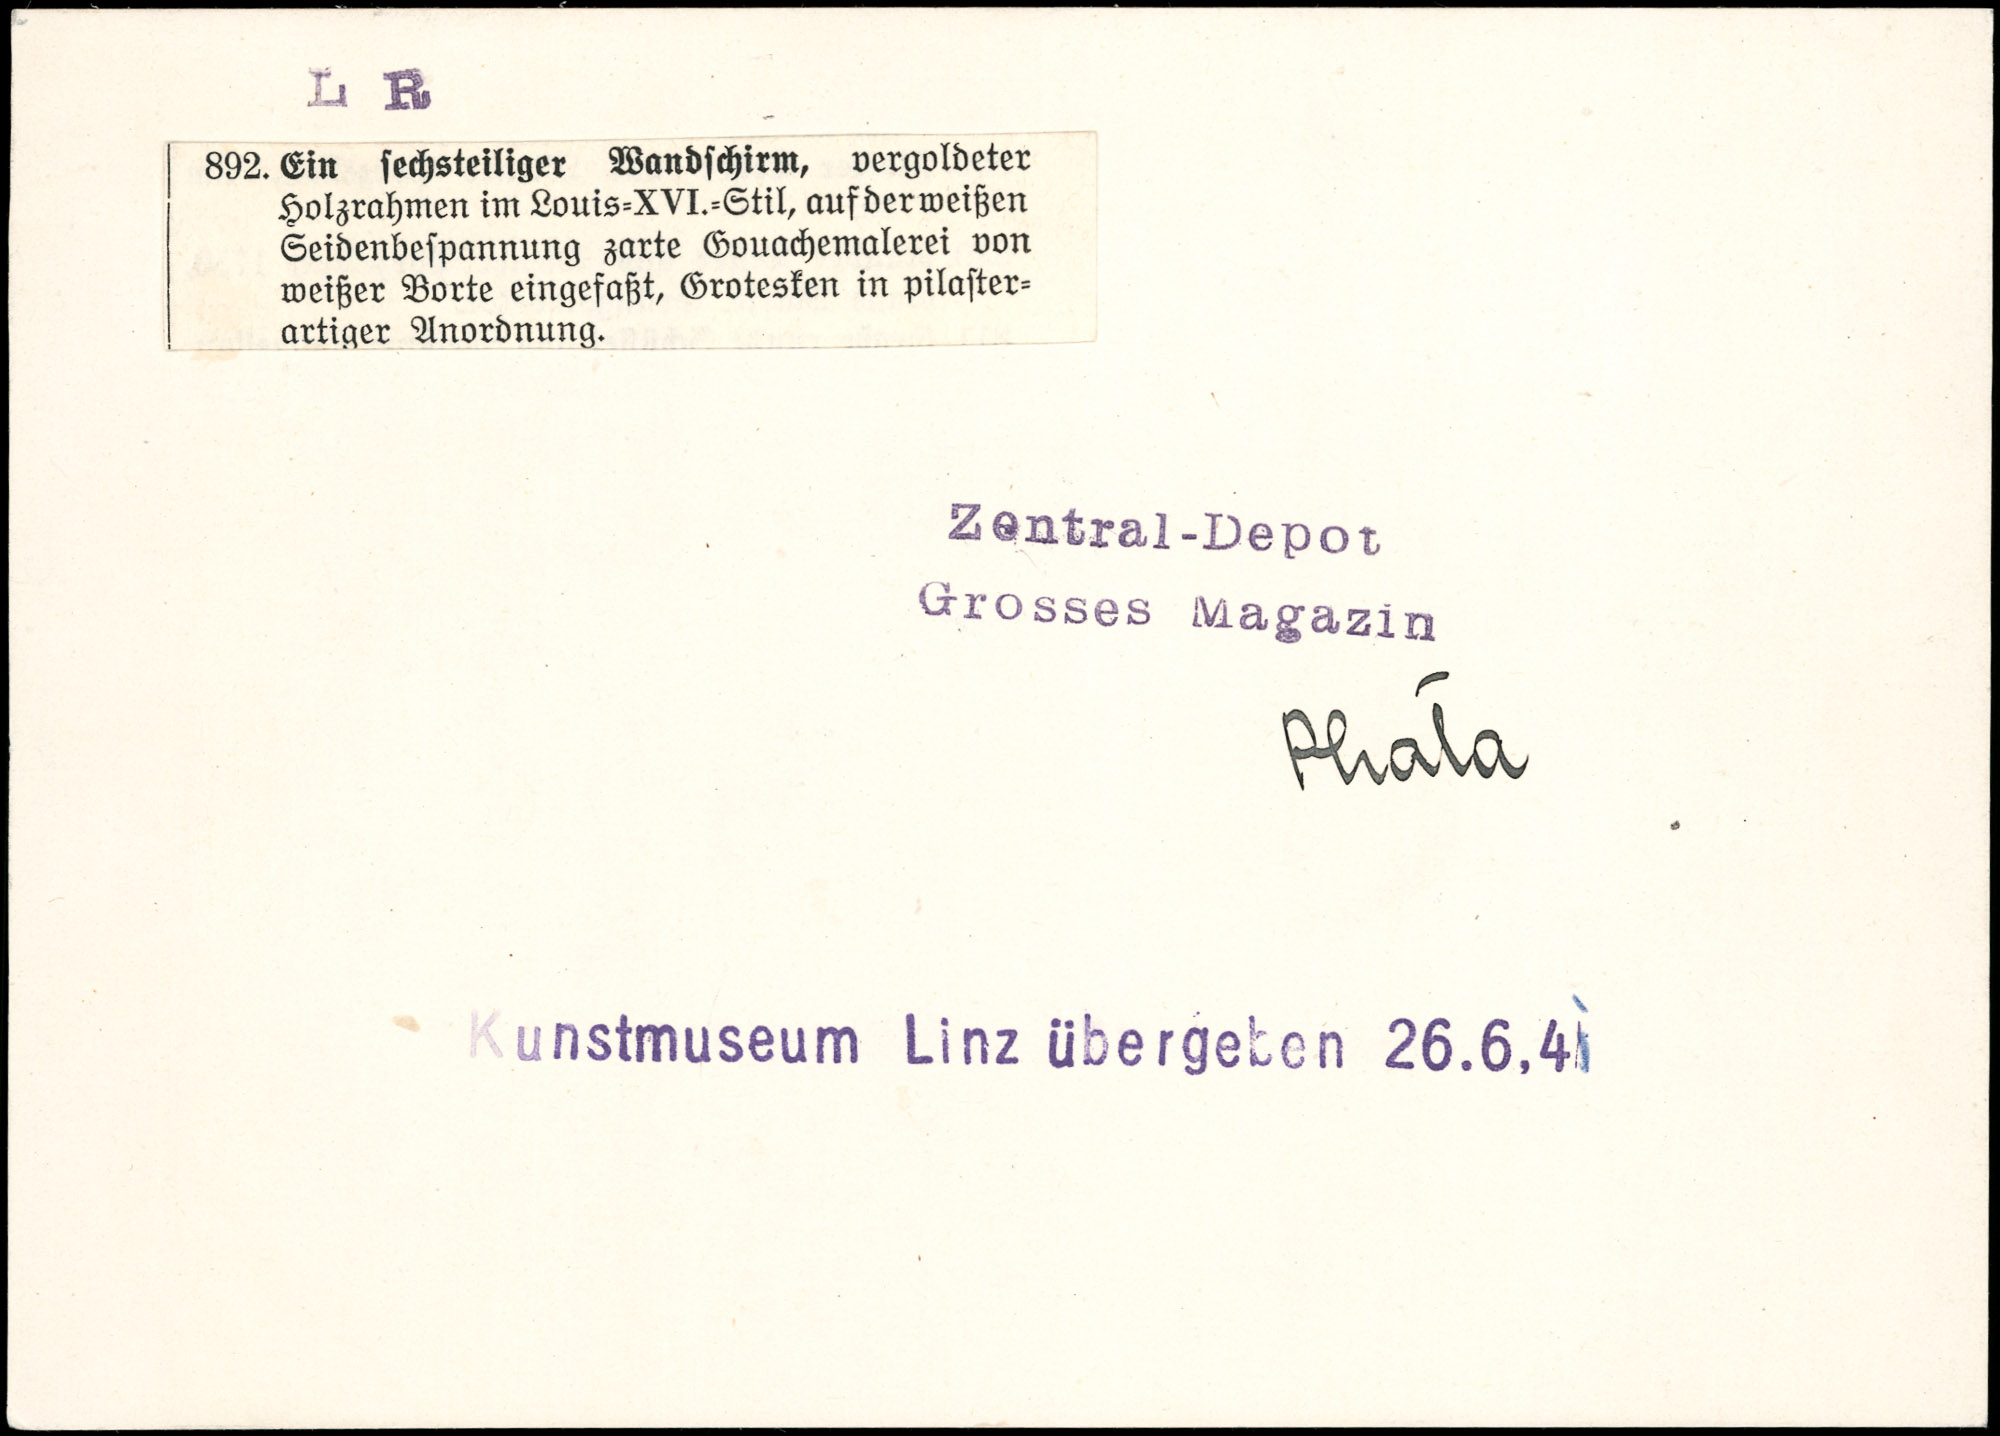 L R
892. Ein sechsteiliger Wandschirm, vergoldeter
Holzrahmen im Louis-XVI.-Stil, auf der weißen
Seidenbespannung zarte Gouachemalerei von
weißer Borte eingefaßt, Grotesken in pilaster-
artiger Anordnung.
Zentral-Depot
Grosses Magazin
Kunstmuseum Linz übergeben 26.6.41